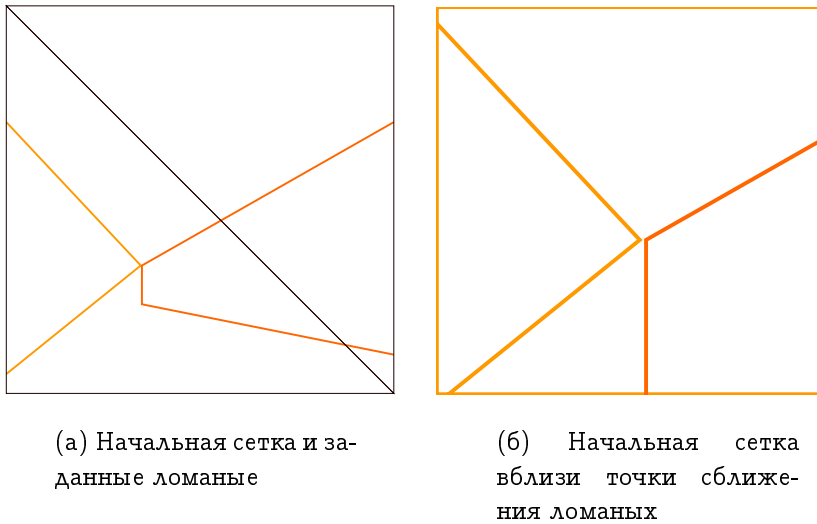 (а) Начальная сетка и за-
данные ломаные
(б) Начальная сетка
вблизи точки сближе-
ния ломаных